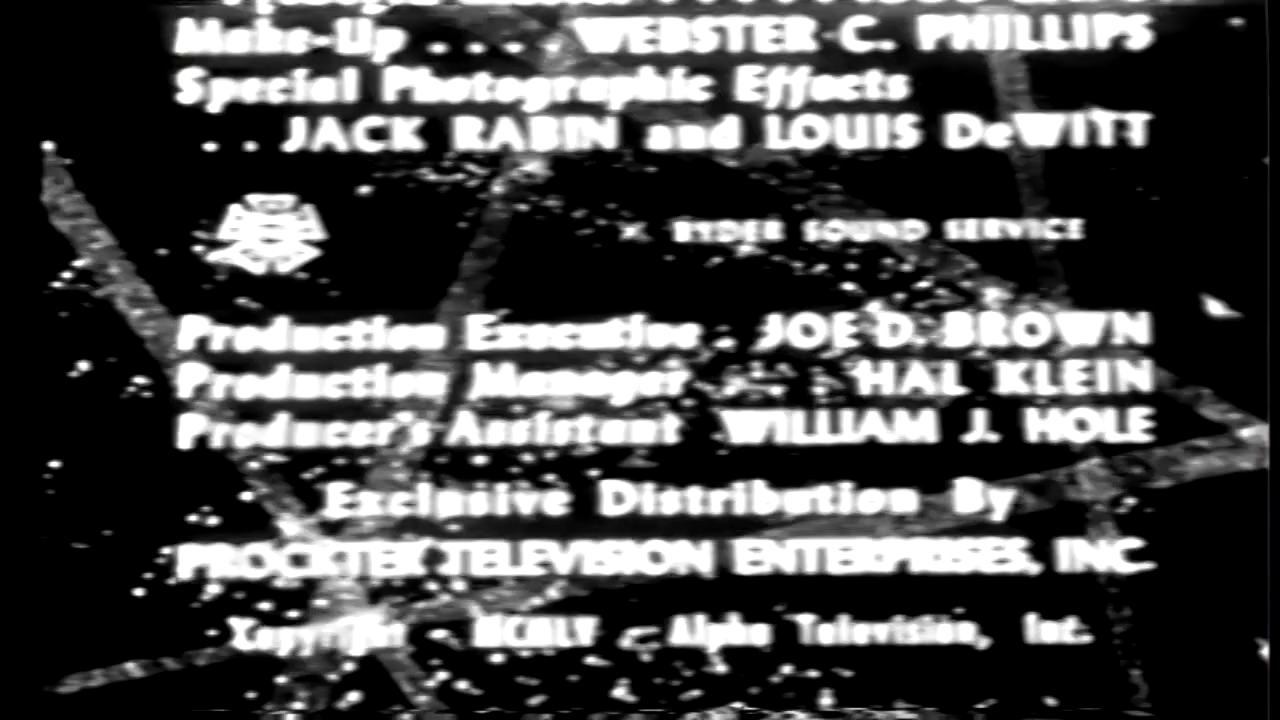 Make-Up . . . . WEBSTER C. PHILLIPS
Special Photographic Effects
. . JACK RABIN and LOUIS DeWITT
RYDER SOUND SERVICE
Production Executive . JOE D. BROWN
Production Manager . . . HAL KLEIN
Producer's Assistant WILLIAM J. HOLE
Exclusive Distribution By
PROCKTER TELEVISION ENTERPRISES, INC.
Copyright - MCMLV - Alpha Television, Inc.